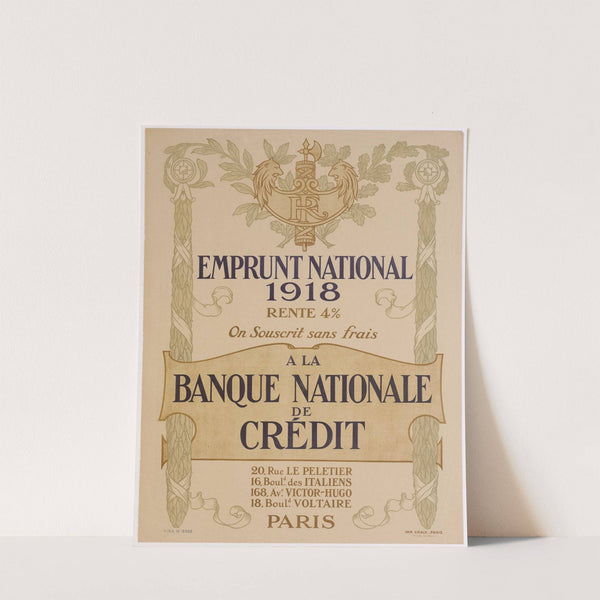 RF
EMPRUNT NATIONAL
1918
RENTE 4%
On Souscrit sans frais
A LA
BANQUE NATIONALE
DE
CRÉDIT
20, Rue LE PELETIER
16, Boulᵈ des ITALIENS
168, Avᵉ VICTOR-HUGO
18, Boulᵈ VOLTAIRE
PARIS